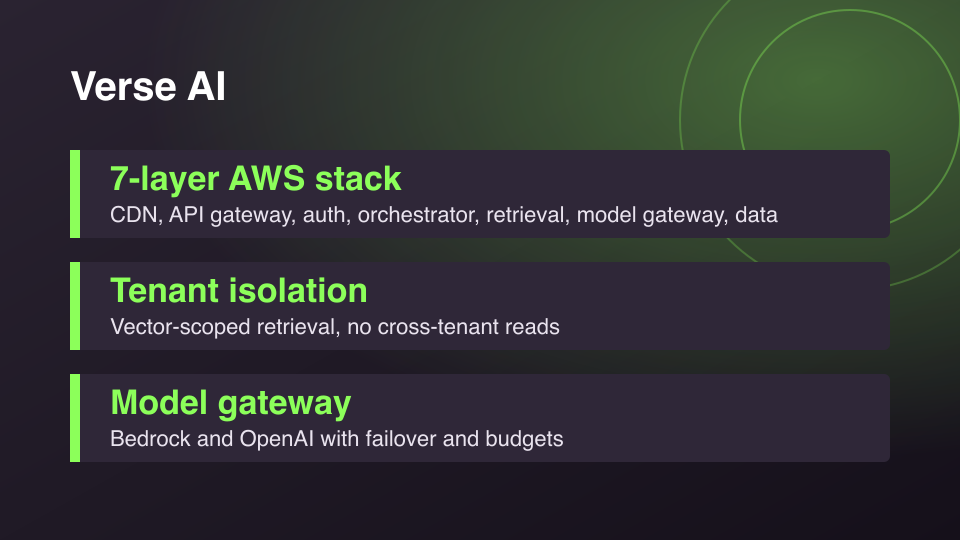 Verse AI
7-layer AWS stack
CDN, API gateway, auth, orchestrator, retrieval, model gateway, data
Tenant isolation
Vector-scoped retrieval, no cross-tenant reads
Model gateway
Bedrock and OpenAI with failover and budgets